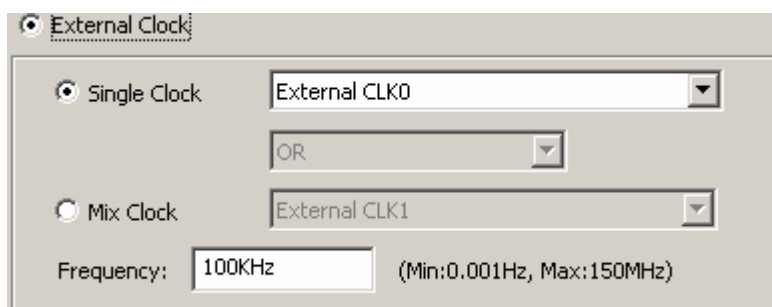 External Clock
Single Clock External CLK0
OR
Mix Clock External CLK1
Frequency: 100KHz (Min:0.001Hz, Max:150MHz)